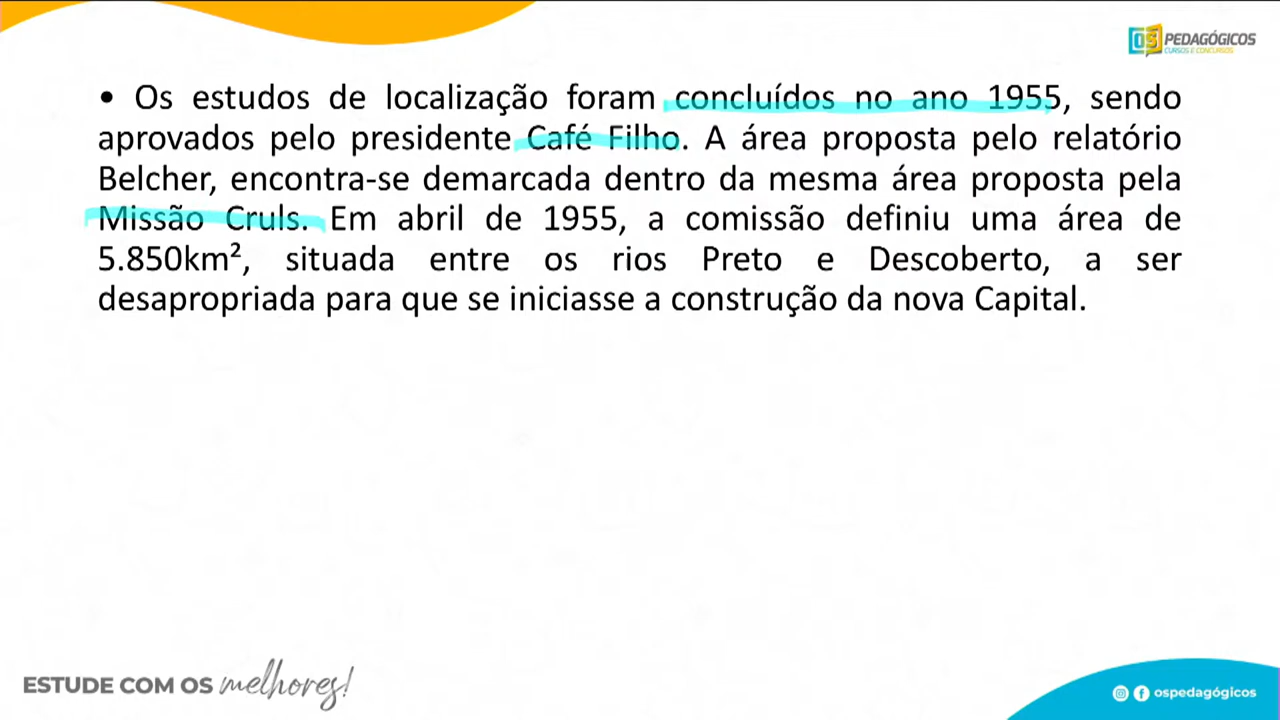 OS PEDAGÓGICOS
CURSOS E CONCURSOS
• Os estudos de localização foram concluídos no ano 1955, sendo
aprovados pelo presidente Café Filho. A área proposta pelo relatório
Belcher, encontra-se demarcada dentro da mesma área proposta pela
Missão Cruls. Em abril de 1955, a comissão definiu uma área de
5.850km², situada entre os rios Preto e Descoberto, a ser
desapropriada para que se iniciasse a construção da nova Capital.
ESTUDE COM OS melhores!
ospedagógicos